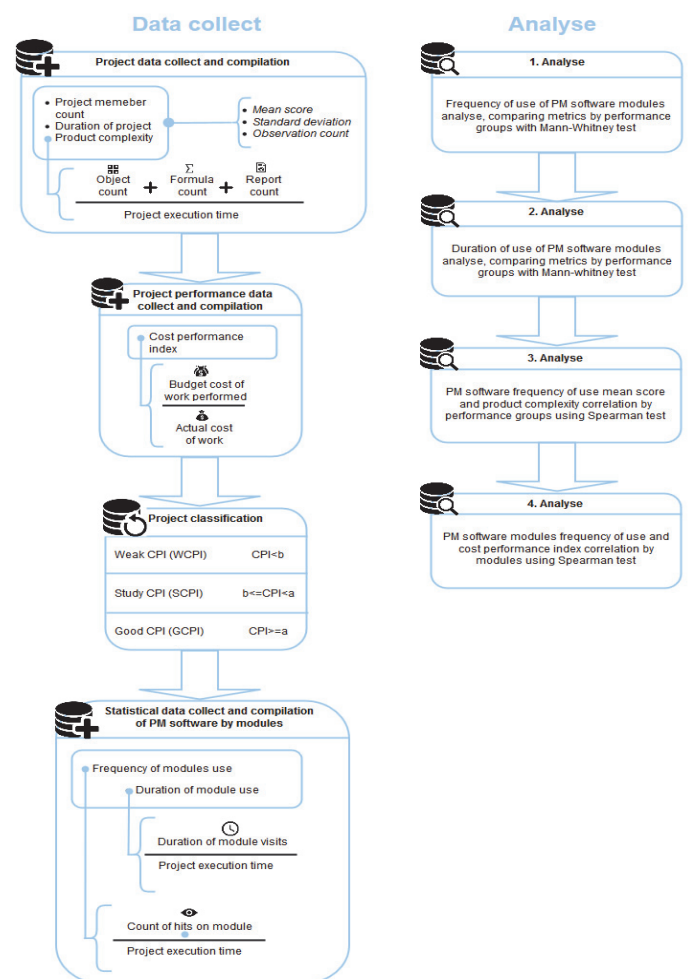 Data collect
Project data collect and compilation
• Project memeber
count
• Duration of project
Product complexity
• Mean score
• Standard deviation
• Observation count
Σ
Object
count
+
Formula
count
+
Report
count
Project execution time
Project performance data
collect and compilation
Cost performance
index
Budget cost of
work performed
Actual cost
of work
Project classification
Weak CPI (WCPI) CPI<b
Study CPI (SCPI) b<=CPI<a
Good CPI (GCPI) CPI>=a
Statistical data collect and compilation
of PM software by modules
Frequency of modules use
Duration of module use
Duration of module visits
Project execution time
Count of hits on module
Project execution time
Analyse
1. Analyse
Frequency of use of PM software modules
analyse, comparing metrics by performance
groups with Mann-Whitney test
2. Analyse
Duration of use of PM software modules
analyse, comparing metrics by performance
groups with Mann-whitney test
3. Analyse
PM software frequency of use mean score
and product complexity correlation by
performance groups using Spearman test
4. Analyse
PM software modules frequency of use and
cost performance index correlation by
modules using Spearman test